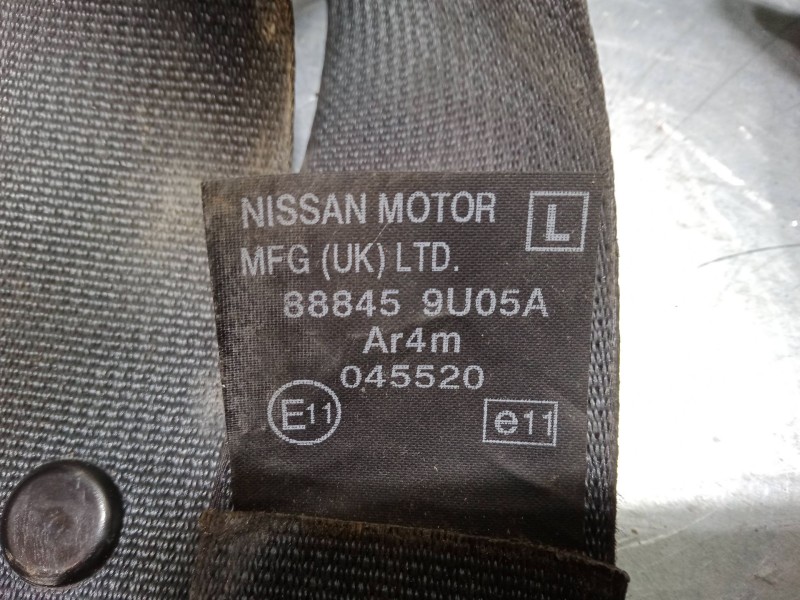 NISSAN MOTOR L
MFG (UK) LTD.
88845 9U05A
Ar4m
045520
E11 e11